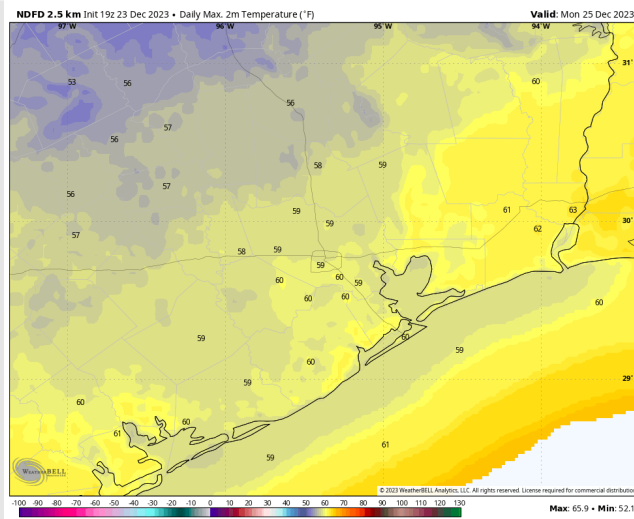 NDFD 2.5 km Init 19z 23 Dec 2023 • Daily Max. 2m Temperature (°F)
Valid: Mon 25 Dec 2023
97°W 96°W 95°W 94°W
31°
53 56 60
56
56 57
58 59
56 57
59 61 63
30°
57 59 62
58 59
59
60 60 59
60 60
60
60
59 59
60
29°
59
60
60
61
61
59
WEATHERBELL
© 2023 WeatherBELL Analytics, LLC. All rights reserved. License required for commercial distributio
-100 -90 -80 -70 -60 -50 -40 -30 -20 -10 0 10 20 30 40 50 60 70 80 90 100 110 120 130
Max: 65.9 • Min: 52.1